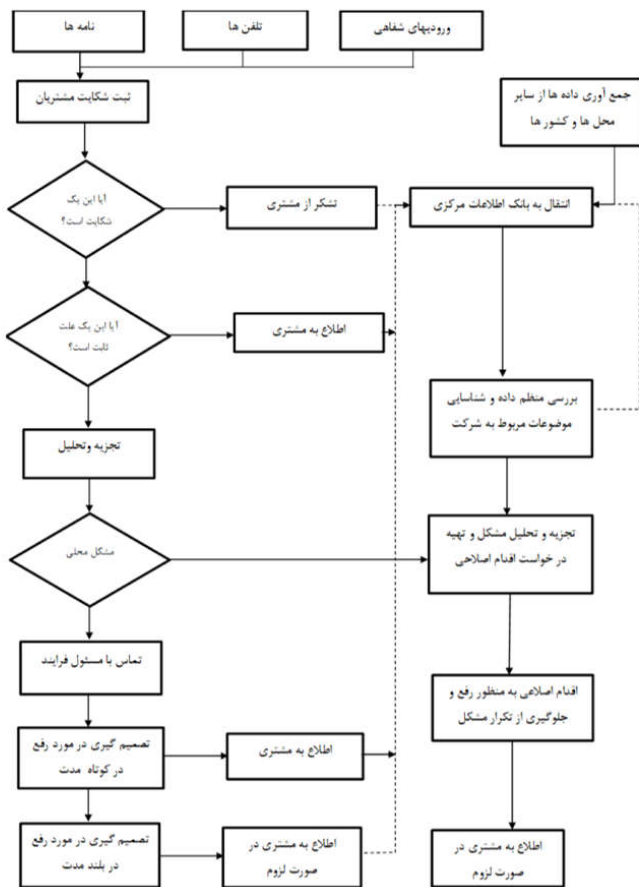 نامه ها
تلفن ها
ورودیهای شفاهی
ثبت شکایت مشتریان
جمع آوری داده ها از سایر
محل ها و کشور ها
آیا این یک
شکایت است؟
تشکر از مشتری
انتقال به بانک اطلاعات مرکزی
آیا این یک علت
ثابت است؟
اطلاع به مشتری
بررسی منظم داده و شناسایی
موضوعات مربوط به شرکت
تجزیه وتحلیل
مشکل محلی
تجزیه و تحلیل مشکل و تهیه
در خواست اقدام اصلاحی
تماس با مسئول فرایند
اقدام اصلاعی به منظور رفع و
جلوگیری از تکرار مشکل
تصمیم گیری در مورد رفع
در کوتاه مدت
اطلاع به مشتری
تصمیم گیری در مورد رفع
در بلند مدت
اطلاع به مشتری در
صورت لزوم
اطلاع به مشتری در
صورت لزوم